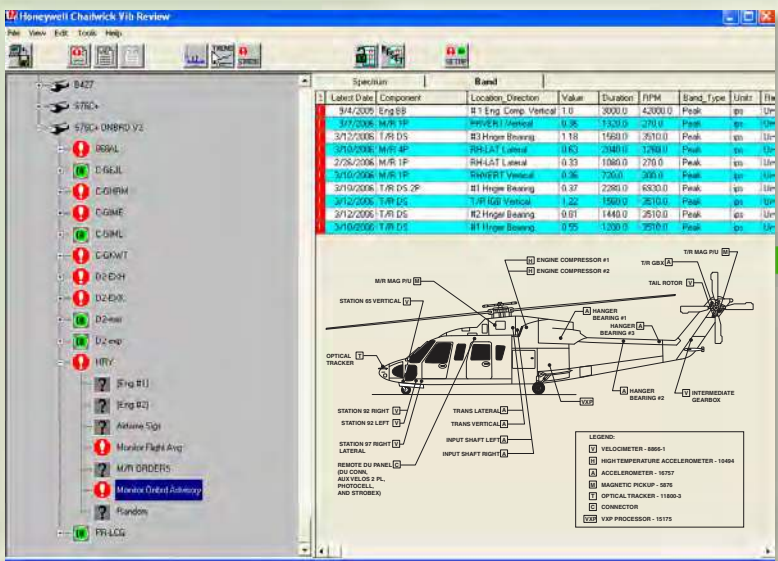 Honeywell Chadwick Vib Review
File View Edit Tools Help
TREND
SETUP
B427
S76C+
S76C+ ONBRD V2
C-GEJL
C-GHRM
C-GIME
C-GIML
C-GKWT
D2-EXH
D2-EXK
D2-exo
D2-exp
HRV
(Eng #1)
(Eng #2)
Airframe Sigs
Monitor Flight Avg
M/R ORDERS
Monitor Onbrd Advisory
Random
PR-LCG
Spectrum Band
Latest Date Component Location_Direction Value Duration RPM Band_Type Units
9/4/2005 Eng BB #1 Eng. Comp. Vertical 1.0 3000.0 42000.0 Peak ips
3/7/2006 M/R 1P Vertical 0.36 1320.0 270.0 Peak ips
3/12/2006 T/R DS #3 Hnger Bearing 1.18 1560.0 3510.0 Peak ips
3/10/2006 M/R 4P RH-LAT Lateral 0.63 2040.0 1260.0 Peak ips
2/26/2006 M/R 1P RH-LAT Lateral 0.33 1080.0 270.0 Peak ips
3/10/2006 M/R 1P RHVERT Vertical 0.36 720.0 300.0 Peak ips
3/10/2006 T/R DS 2P #1 Hnger Bearing 0.37 2280.0 6930.0 Peak ips
3/12/2006 T/R DS T/R IGB Vertical 1.22 1560.0 3510.0 Peak ips
3/12/2006 T/R DS #2 Hnger Bearing 0.81 1440.0 3510.0 Peak ips
3/10/2006 T/R DS #1 Hnger Bearing 0.55 1200.0 3510.0 Peak ips
T/R MAG P/U M
H ENGINE COMPRESSOR #1
T/R GBX A
H ENGINE COMPRESSOR #2
M/R MAG P/U M
TAIL ROTOR V
STATION 65 VERTICAL V
A HANGER
BEARING #1
HANGER A
BEARING #3
OPTICAL T
TRACKER
A HANGER
BEARING #2
V INTERMEDIATE
GEARBOX
VXP
STATION 92 RIGHT V
STATION 92 LEFT V
TRANS LATERAL A
TRANS VERTICAL A
STATION 97 RIGHT V
LATERAL
INPUT SHAFT LEFT A
INPUT SHAFT RIGHT A
REMOTE DU PANEL C
(DU CONN,
AUX VELOS 2 PL,
PHOTOCELL,
AND STROBEX)
LEGEND:
V VELOCIMETER - 6866-1
H HIGH TEMPERATURE ACCELEROMETER - 10494
A ACCELEROMETER - 16757
M MAGNETIC PICKUP - 5876
T OPTICAL TRACKER - 11800-3
C CONNECTOR
VXP VXP PROCESSOR - 15175